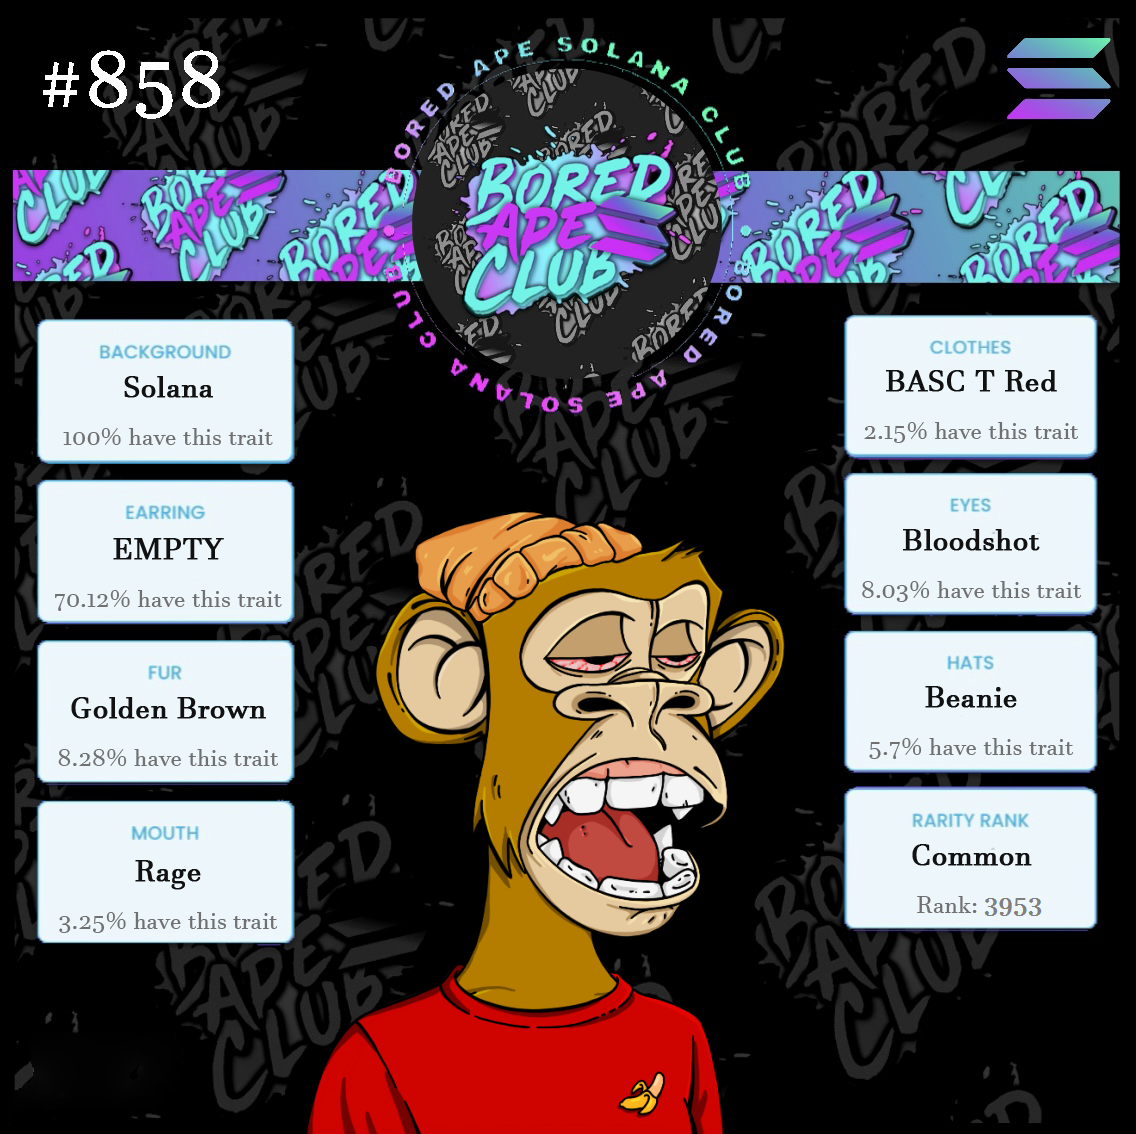 #858
BORED APE SOLANA CLUB
BORED APE SOLANA CLUB
BORED
APE
CLUB
BACKGROUND
Solana
100% have this trait
EARRING
EMPTY
70.12% have this trait
FUR
Golden Brown
8.28% have this trait
MOUTH
Rage
3.25% have this trait
CLOTHES
BASC T Red
2.15% have this trait
EYES
Bloodshot
8.03% have this trait
HATS
Beanie
5.7% have this trait
RARITY RANK
Common
Rank: 3953